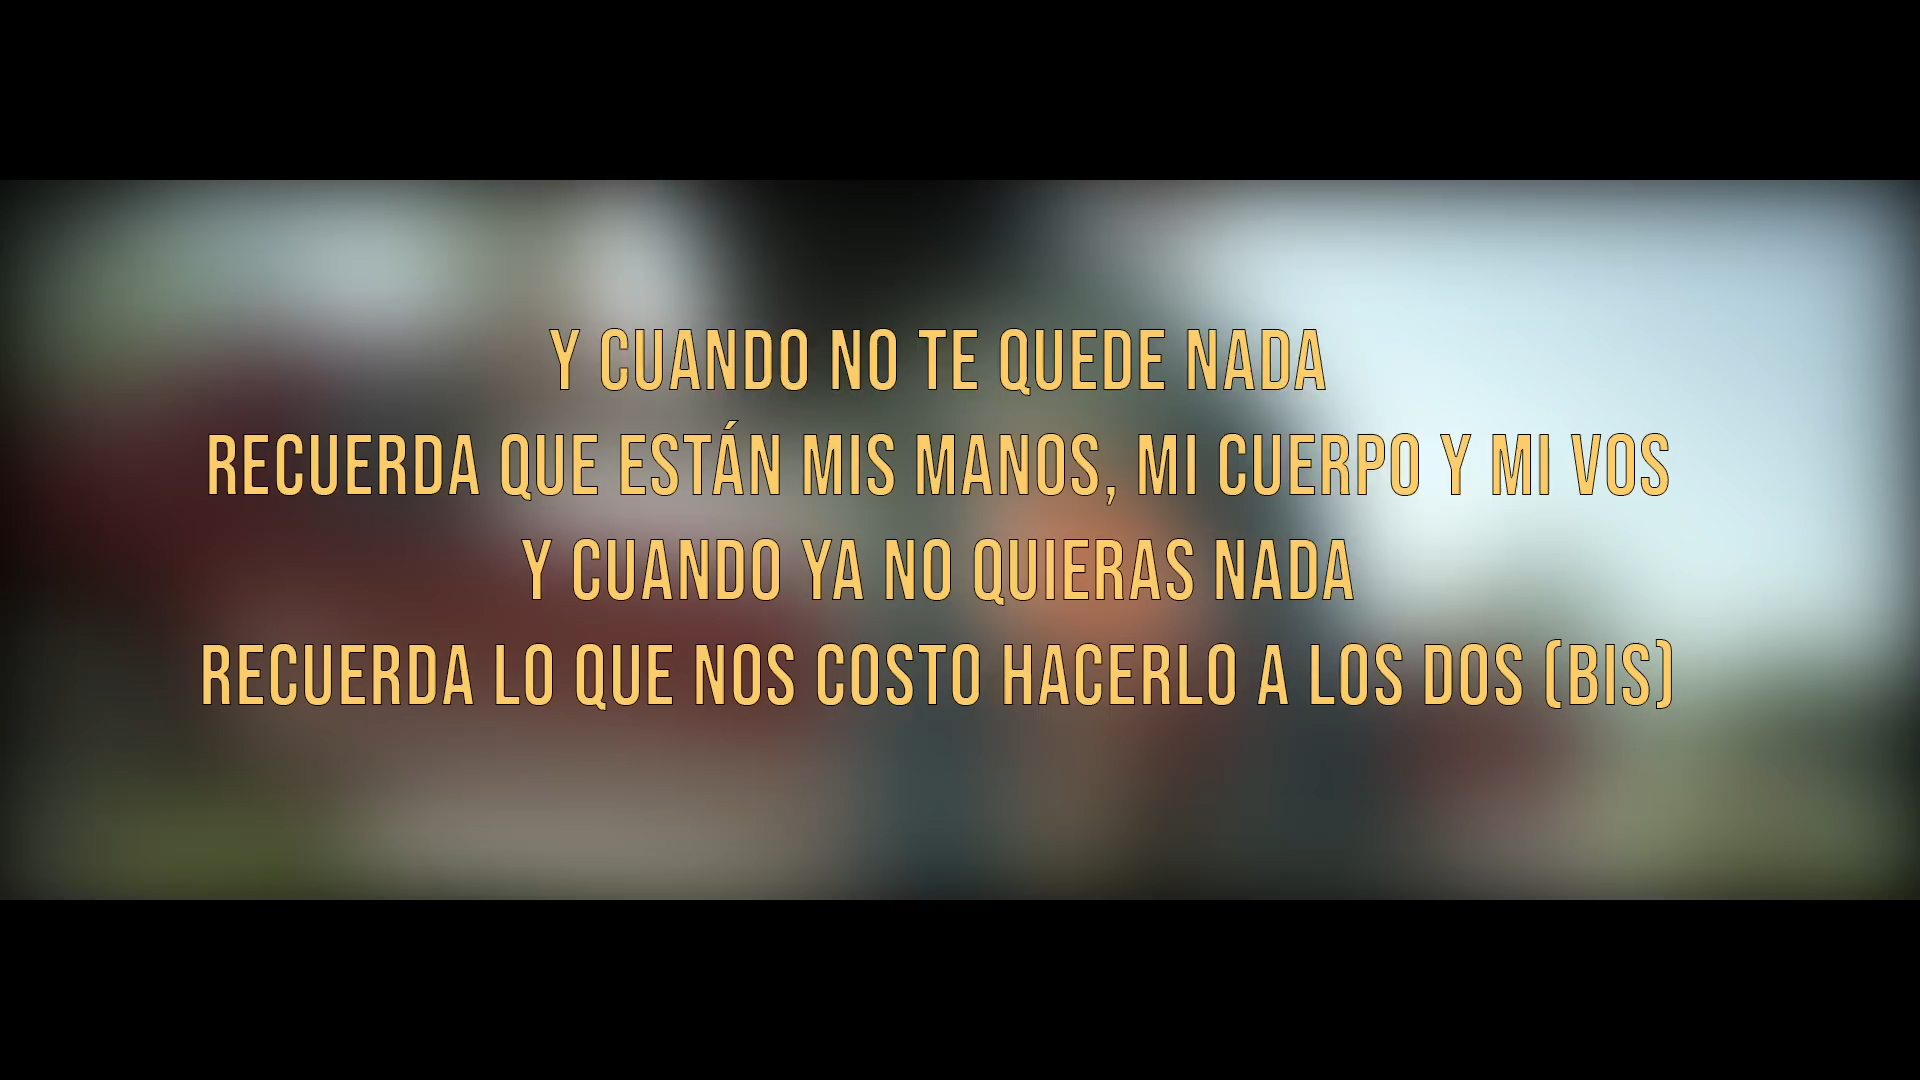 Y CUANDO NO TE QUEDE NADA
RECUERDA QUE ESTÁN MIS MANOS, MI CUERPO Y MI VOS
Y CUANDO YA NO QUIERAS NADA
RECUERDA LO QUE NOS COSTO HACERLO A LOS DOS (BIS)